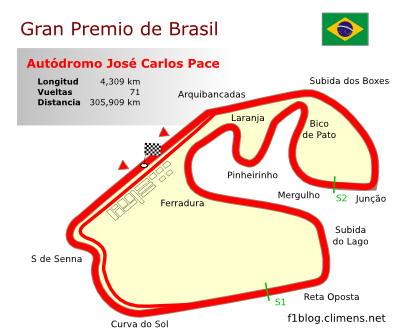 Gran Premio de Brasil
Autódromo José Carlos Pace
Longitud 4,309 km
Vueltas 71
Distancia 305,909 km
Subida dos Boxes
Arquibancadas
Laranja
Bico
de Pato
Pinheirinho
Mergulho
S2
Junção
Ferradura
Subida
do Lago
S de Senna
Reta Oposta
S1
Curva do Sol
f1blog.climens.net